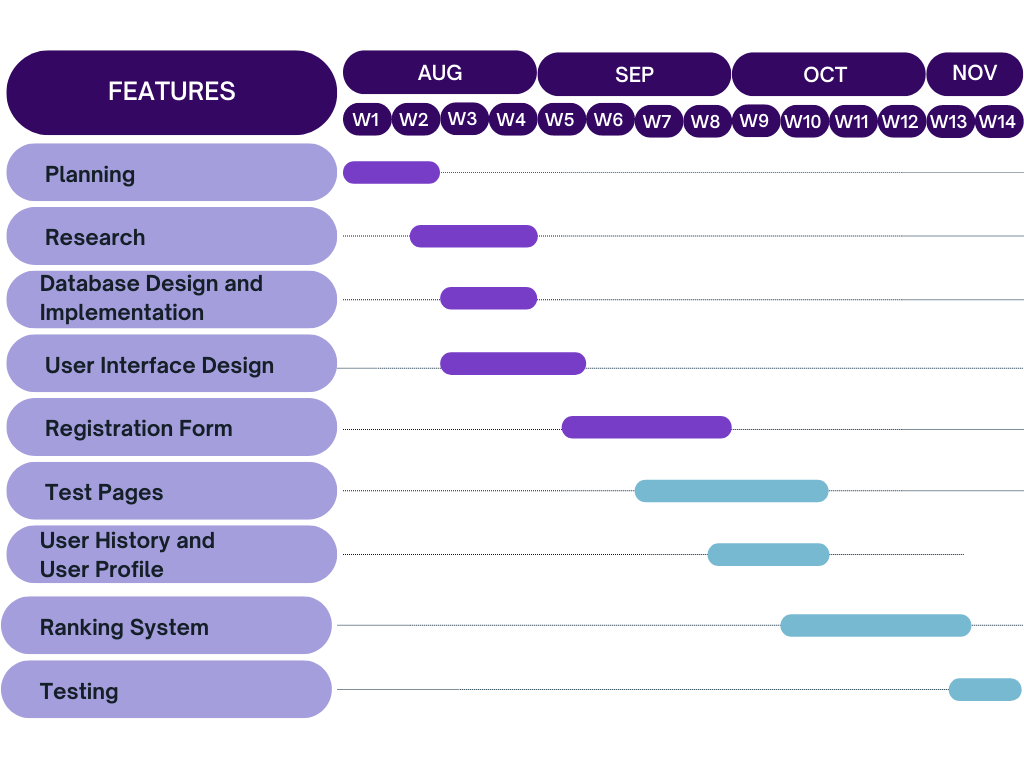 FEATURES
AUG
SEP
OCT
NOV
W1 W2 W3 W4 W5 W6 W7 W8 W9 W10 W11 W12 W13 W14
Planning
Research
Database Design and
Implementation
User Interface Design
Registration Form
Test Pages
User History and
User Profile
Ranking System
Testing